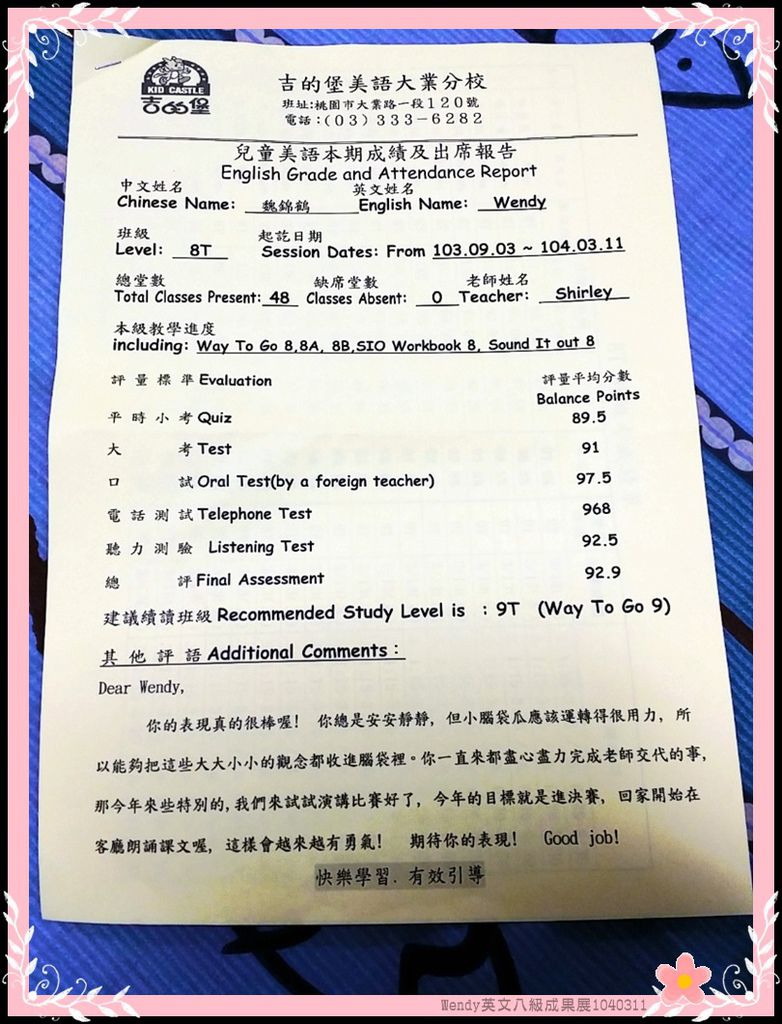 KID CASTLE
吉的堡
吉的堡美語大業分校
班址:桃園市大業路一段120號
電話:(03)333-6282
兒童美語本期成績及出席報告
English Grade and Attendance Report
中文姓名 英文姓名
Chinese Name: 魏錦鶴 English Name: Wendy
班級 起訖日期
Level: 8T Session Dates: From 103.09.03 ~ 104.03.11
總堂數 缺席堂數 老師姓名
Total Classes Present: 48 Classes Absent: 0 Teacher: Shirley
本級教學進度
including: Way To Go 8,8A, 8B,SIO Workbook 8, Sound It out 8
評量標準 Evaluation 評量平均分數
Balance Points
平時小考 Quiz 89.5
大考 Test 91
口試 Oral Test(by a foreign teacher) 97.5
電話測試 Telephone Test 968
聽力測驗 Listening Test 92.5
總評 Final Assessment 92.9
建議續讀班級 Recommended Study Level is : 9T (Way To Go 9)
其他評語 Additional Comments:
Dear Wendy,
你的表現真的很棒喔! 你總是安安靜靜, 但小腦袋瓜應該運轉得很用力, 所
以能夠把這些大大小小的觀念都收進腦袋裡。你一直來都盡心盡力完成老師交代的事,
那今年來些特別的,我們來試試演講比賽好了, 今年的目標就是進決賽, 回家開始在
客廳朗誦課文喔, 這樣會越來越有勇氣! 期待你的表現! Good job!
快樂學習. 有效引導
Wendy英文八級成果展1040311